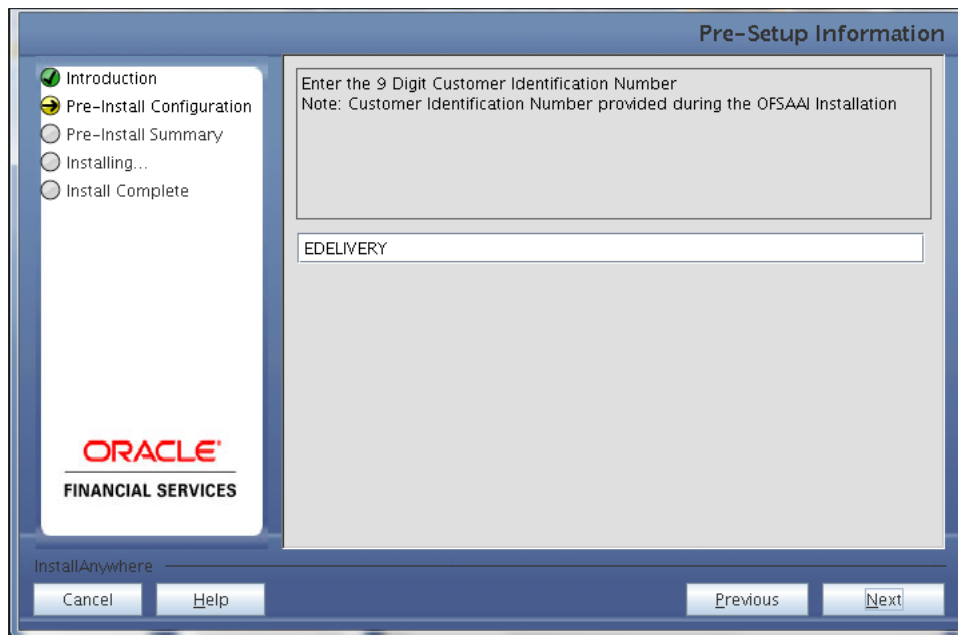 Pre-Setup Information
Introduction
Pre-Install Configuration
Pre-Install Summary
Installing...
Install Complete
Enter the 9 Digit Customer Identification Number
Note: Customer Identification Number provided during the OFSAAI Installation
EDELIVERY
ORACLE®
FINANCIAL SERVICES
InstallAnywhere
Cancel
Help
Previous
Next